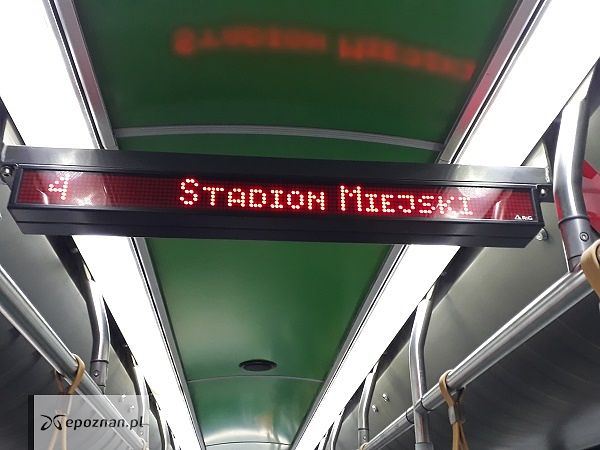 4 STADION MIEJSKI
R&G
epoznan.pl